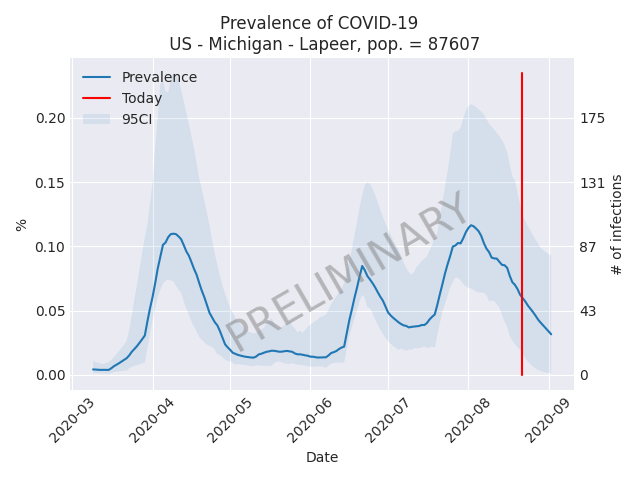 Prevalence of COVID-19
US - Michigan - Lapeer, pop. = 87607
Prevalence
Today
95CI
0.20
0.15
0.10
0.05
0.00
%
175
131
87
43
0
# of infections
PRELIMINARY
2020-03
2020-04
2020-05
2020-06
2020-07
2020-08
2020-09
Date